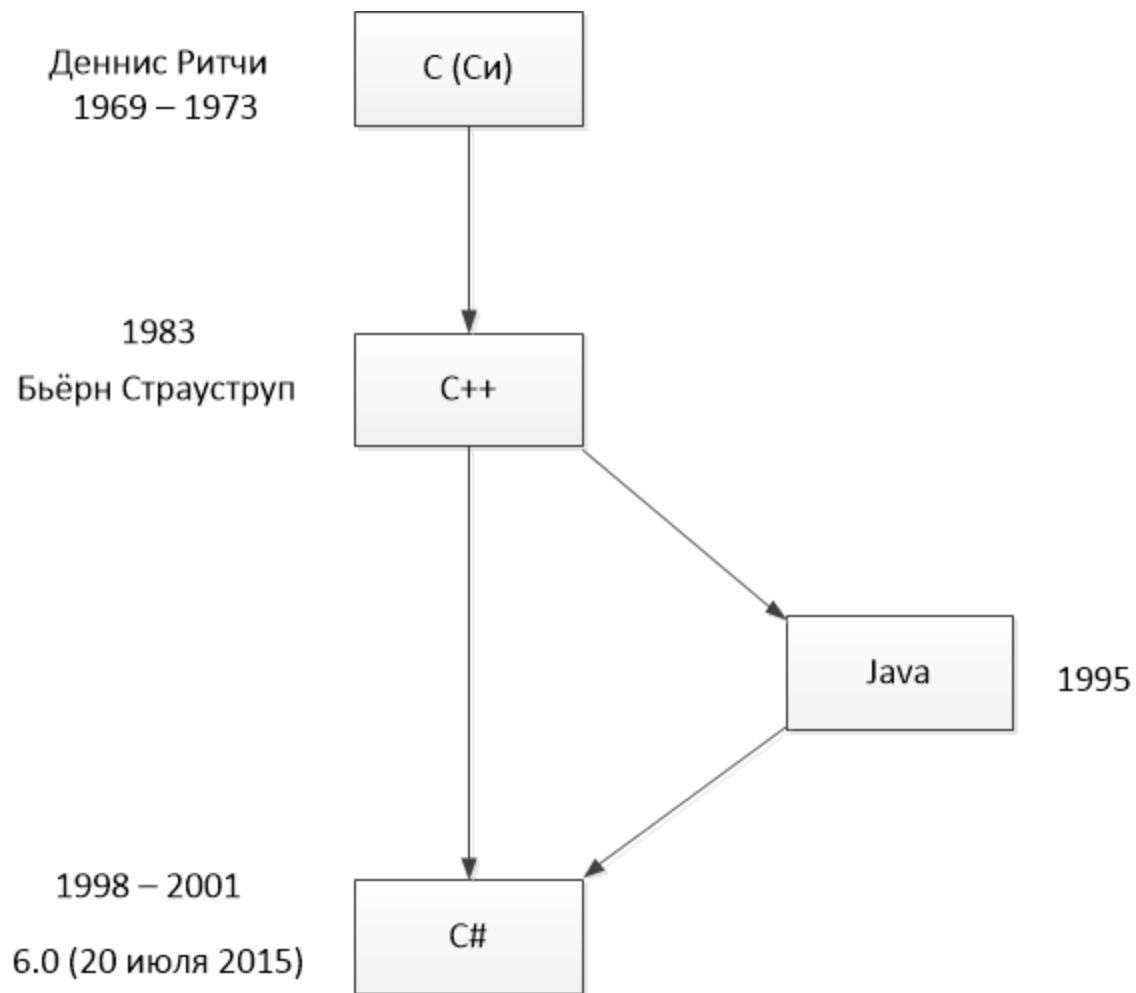 Деннис Ритчи
1969 – 1973
C (Си)
1983
Бьёрн Страуструп
C++
Java
1995
1998 – 2001
6.0 (20 июля 2015)
C#